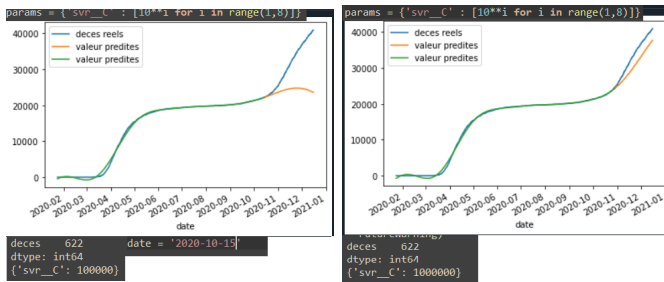 params = {'svr__C' : [10**i for i in range(1,8)]}
deces reels
valeur predites
valeur predites
40000
30000
20000
10000
0
2020-02
2020-03
2020-04
2020-05
2020-06
2020-07
2020-08
2020-09
2020-10
2020-11
2020-12
2021-01
date
deces 622 date = '2020-10-15'
dtype: int64
{'svr__C': 100000}
params = {'svr__C' : [10**i for i in range(1,8)]}
deces reels
valeur predites
valeur predites
40000
30000
20000
10000
0
2020-02
2020-03
2020-04
2020-05
2020-06
2020-07
2020-08
2020-09
2020-10
2020-11
2020-12
2021-01
date
deces 622
dtype: int64
{'svr__C': 1000000}